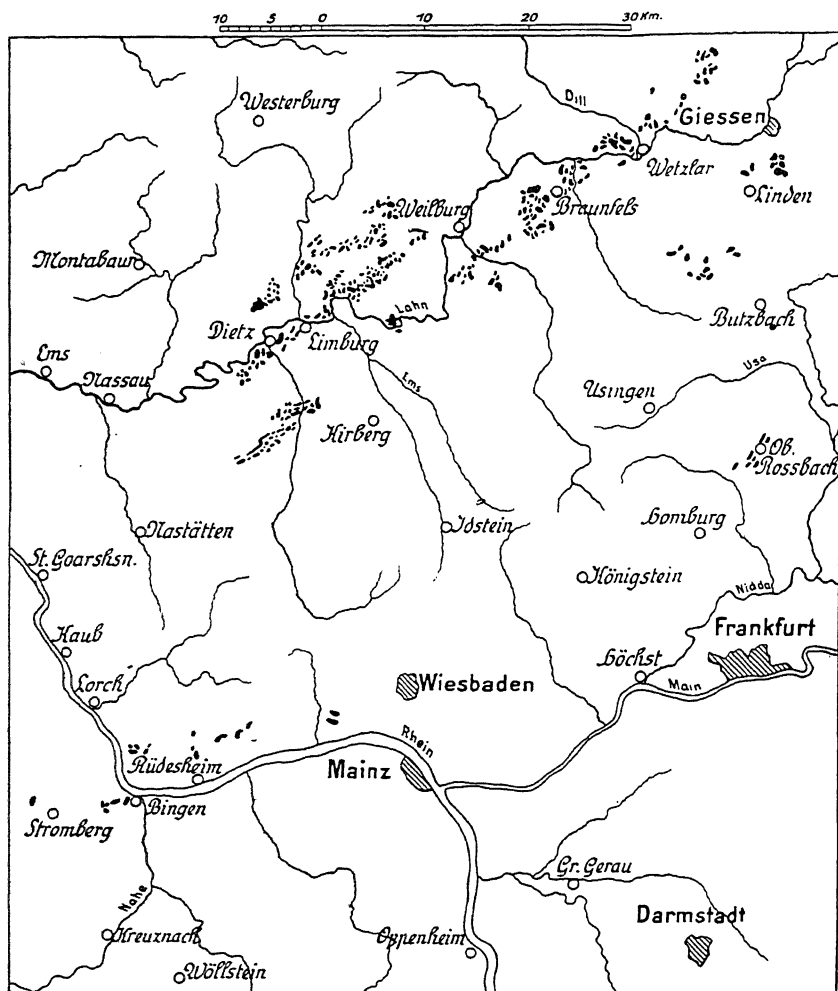 10 5 0 10 20 30 Km.
Dill
Westerburg
Giessen
Wetzlar
Linden
Braunfels
Weilburg
Montabaur
Lahn
Butzbach
Dietz
Limburg
Ems
Usa
Nassau
Ems
Usingen
Kirberg
Ob.
Rossbach
Nastätten
Idstein
Homburg
St. Goarshsn.
Königstein
Nidda
Kaub
Frankfurt
Höchst
Lorch
Wiesbaden
Main
Rhein
Rüdesheim
Mainz
Bingen
Stromberg
Gr. Gerau
Nahe
Darmstadt
Kreuznach
Oppenheim
Wöllstein